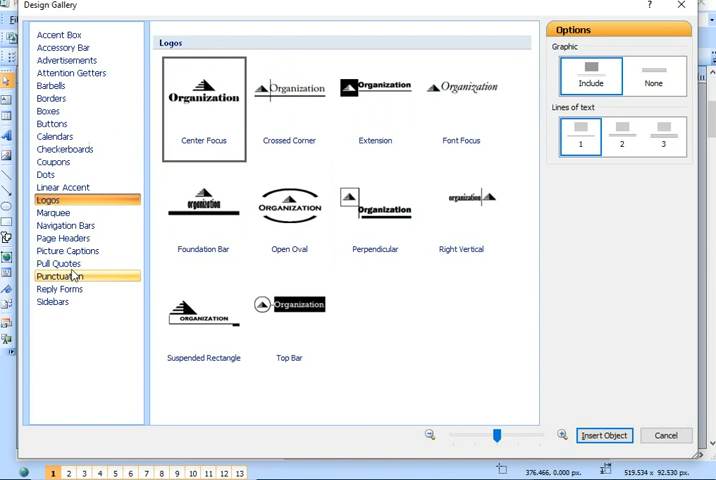 Design Gallery
?
Accent Box
Accessory Bar
Advertisements
Attention Getters
Barbells
Borders
Boxes
Buttons
Calendars
Checkerboards
Coupons
Dots
Linear Accent
Logos
Marquee
Navigation Bars
Page Headers
Picture Captions
Pull Quotes
Punctuation
Reply Forms
Sidebars
Logos
Organization
Organization
Organization
Organization
Center Focus
Crossed Corner
Extension
Font Focus
organization
ORGANIZATION
Organization
organization
Foundation Bar
Open Oval
Perpendicular
Right Vertical
ORGANIZATION
Organization
Suspended Rectangle
Top Bar
Options
Graphic
Include
None
Lines of text
1
2
3
Insert Object
Cancel
1 2 3 4 5 6 7 8 9 10 11 12 13
376.466, 0.000 px.
519.534 x 92.530 px.